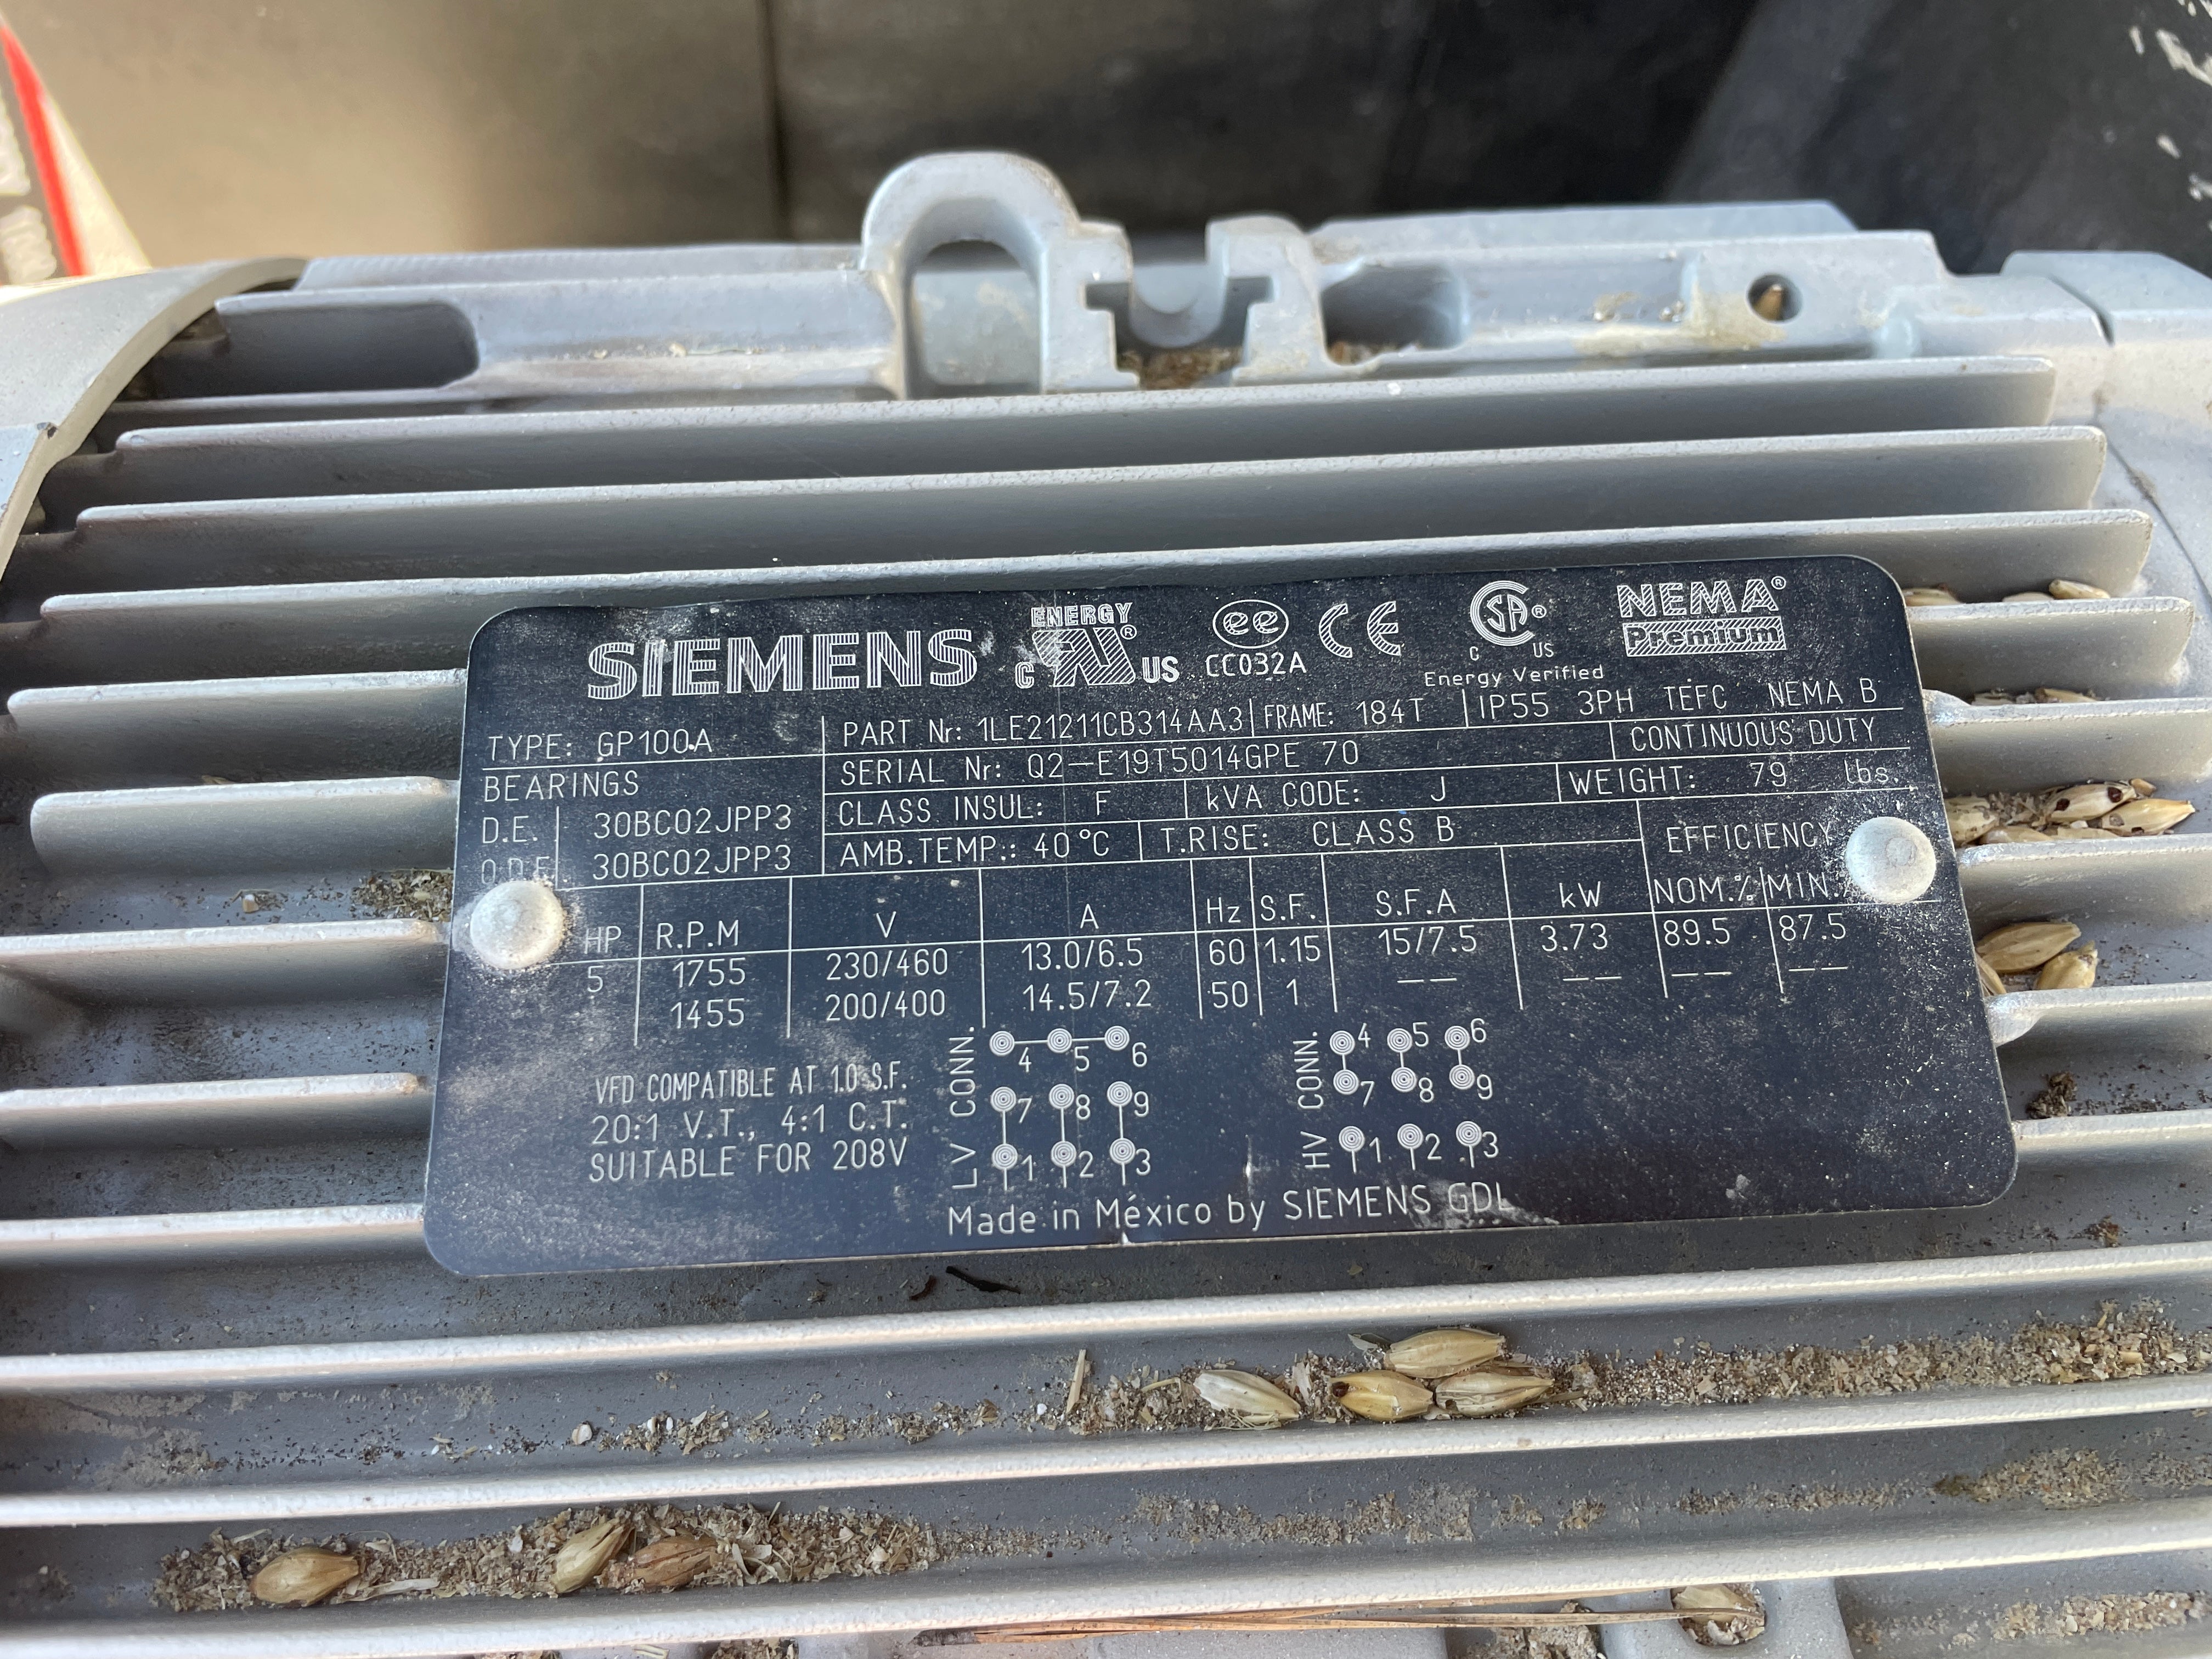 SIEMENS
ENERGY
C US
ee
CC032A
CE
CSA
C US
Energy Verified
NEMA
Premium
TYPE: GP100A
PART Nr: 1LE21211CB314AA3 FRAME: 184T IP55 3PH TEFC NEMA B
BEARINGS
SERIAL Nr: Q2-E19T5014GPE 70 CONTINUOUS DUTY
D.E. 30BC02JPP3
CLASS INSUL: F kVA CODE: J WEIGHT: 79 lbs.
O.D.E 30BC02JPP3
AMB.TEMP.: 40°C T.RISE: CLASS B EFFICIENCY
HP R.P.M V A Hz S.F. S.F.A kW NOM.% MIN.%
5 1755 230/460 13.0/6.5 60 1.15 15/7.5 3.73 89.5 87.5
1455 200/400 14.5/7.2 50 1 -- -- -- --
VFD COMPATIBLE AT 1.0 S.F.
20:1 V.T., 4:1 C.T.
SUITABLE FOR 208V
LV CONN.
4 5 6
7 8 9
1 2 3
HV CONN.
4 5 6
7 8 9
1 2 3
Made in México by SIEMENS GDL